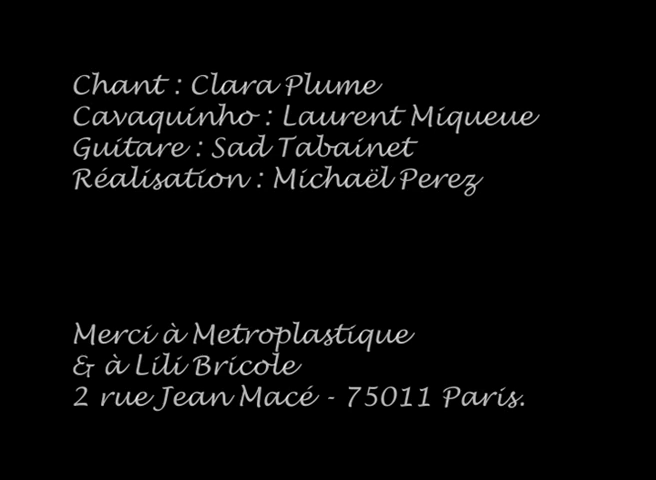 Chant : Clara Plume
Cavaquinho : Laurent Miqueue
Guitare : Sad Tabainet
Réalisation : Michaël Perez
Merci à Metroplastique
& à Lili Bricole
2 rue Jean Macé - 75011 Paris.